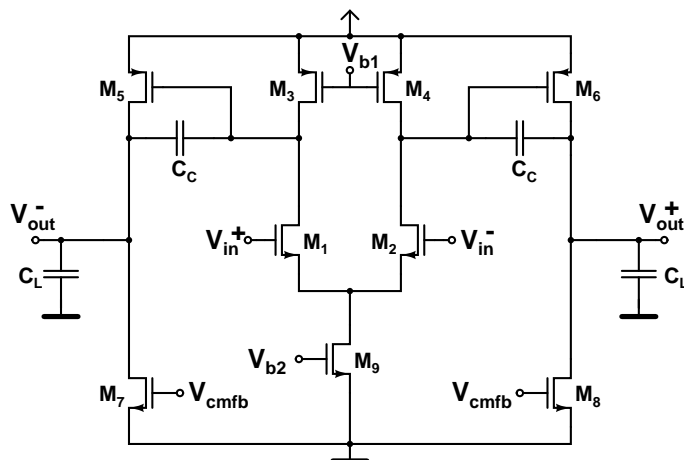 V_b1
M_5
M_3
M_4
M_6
C_C
C_C
V_out^-
V_in^+
M_1
M_2
V_in^-
V_out^+
C_L
C_L
V_b2
M_9
M_7
V_cmfb
V_cmfb
M_8